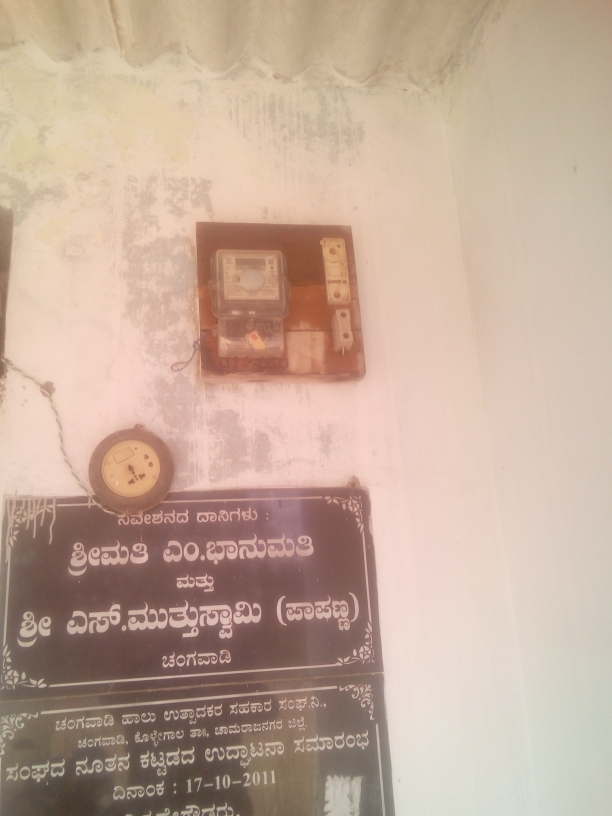 ನಿವೇಶನದ ದಾನಿಗಳು :
ಶ್ರೀಮತಿ ಎಂ.ಭಾನುಮತಿ
ಮತ್ತು
ಶ್ರೀ ಎಸ್.ಮುತ್ತುಸ್ವಾಮಿ (ಪಾಪಣ್ಣ)
ಚಂಗವಾಡಿ
ಚಂಗವಾಡಿ ಹಾಲು ಉತ್ಪಾದಕರ ಸಹಕಾರ ಸಂಘ.ನಿ.,
ಚಂಗವಾಡಿ, ಕೊಳ್ಳೇಗಾಲ ತಾ॥, ಚಾಮರಾಜನಗರ ಜಿಲ್ಲೆ
ಸಂಘದ ನೂತನ ಕಟ್ಟಡದ ಉದ್ಘಾಟನಾ ಸಮಾರಂಭ
ದಿನಾಂಕ : 17-10-2011